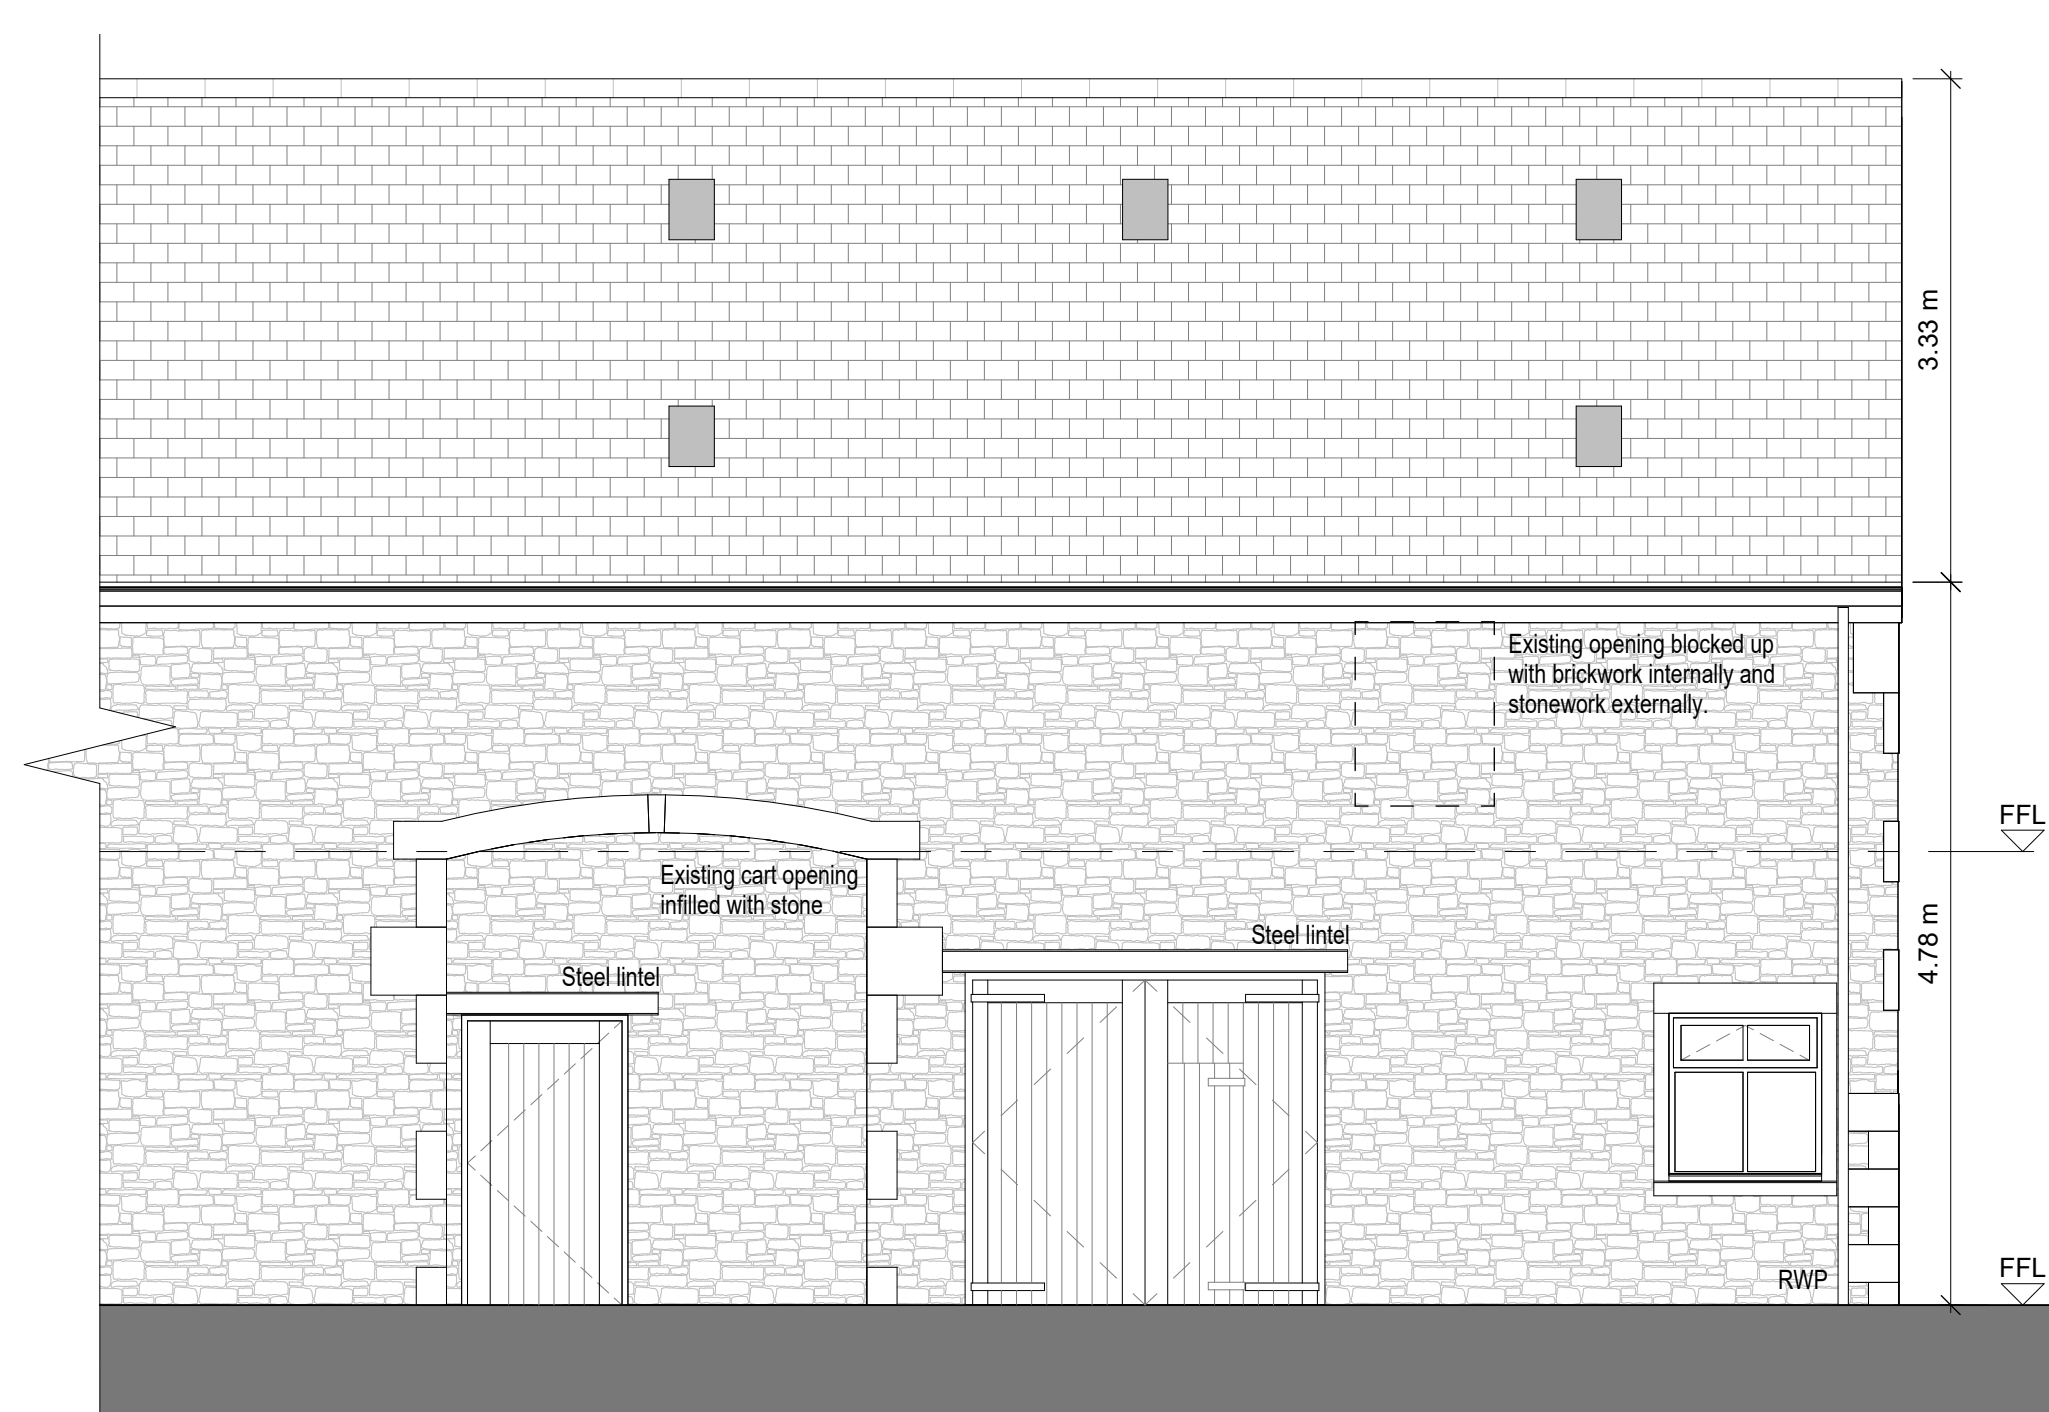 3.33 m
Existing opening blocked up
with brickwork internally and
stonework externally.
FFL
Existing cart opening
infilled with stone
4.78 m
Steel lintel
Steel lintel
FFL
RWP